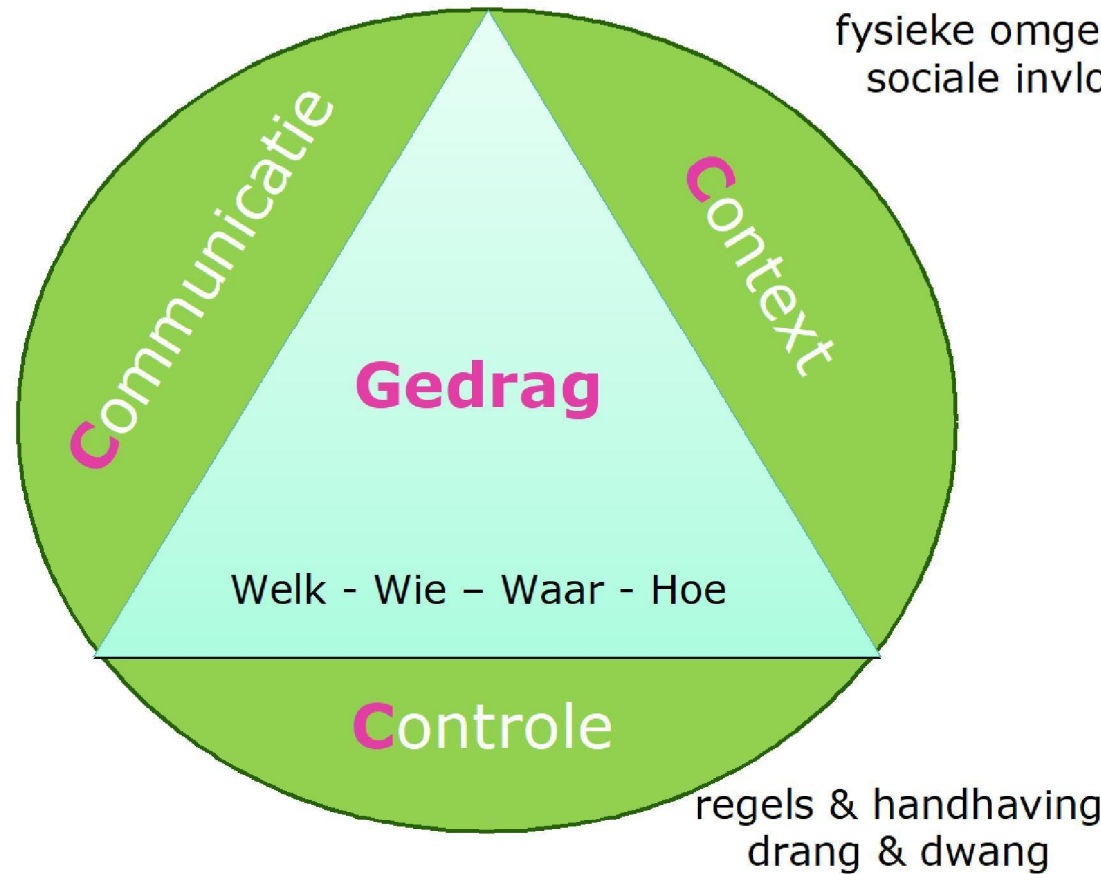 fysieke omge
sociale invlo
Communicatie
Context
Gedrag
Welk - Wie – Waar - Hoe
Controle
regels & handhaving
drang & dwang